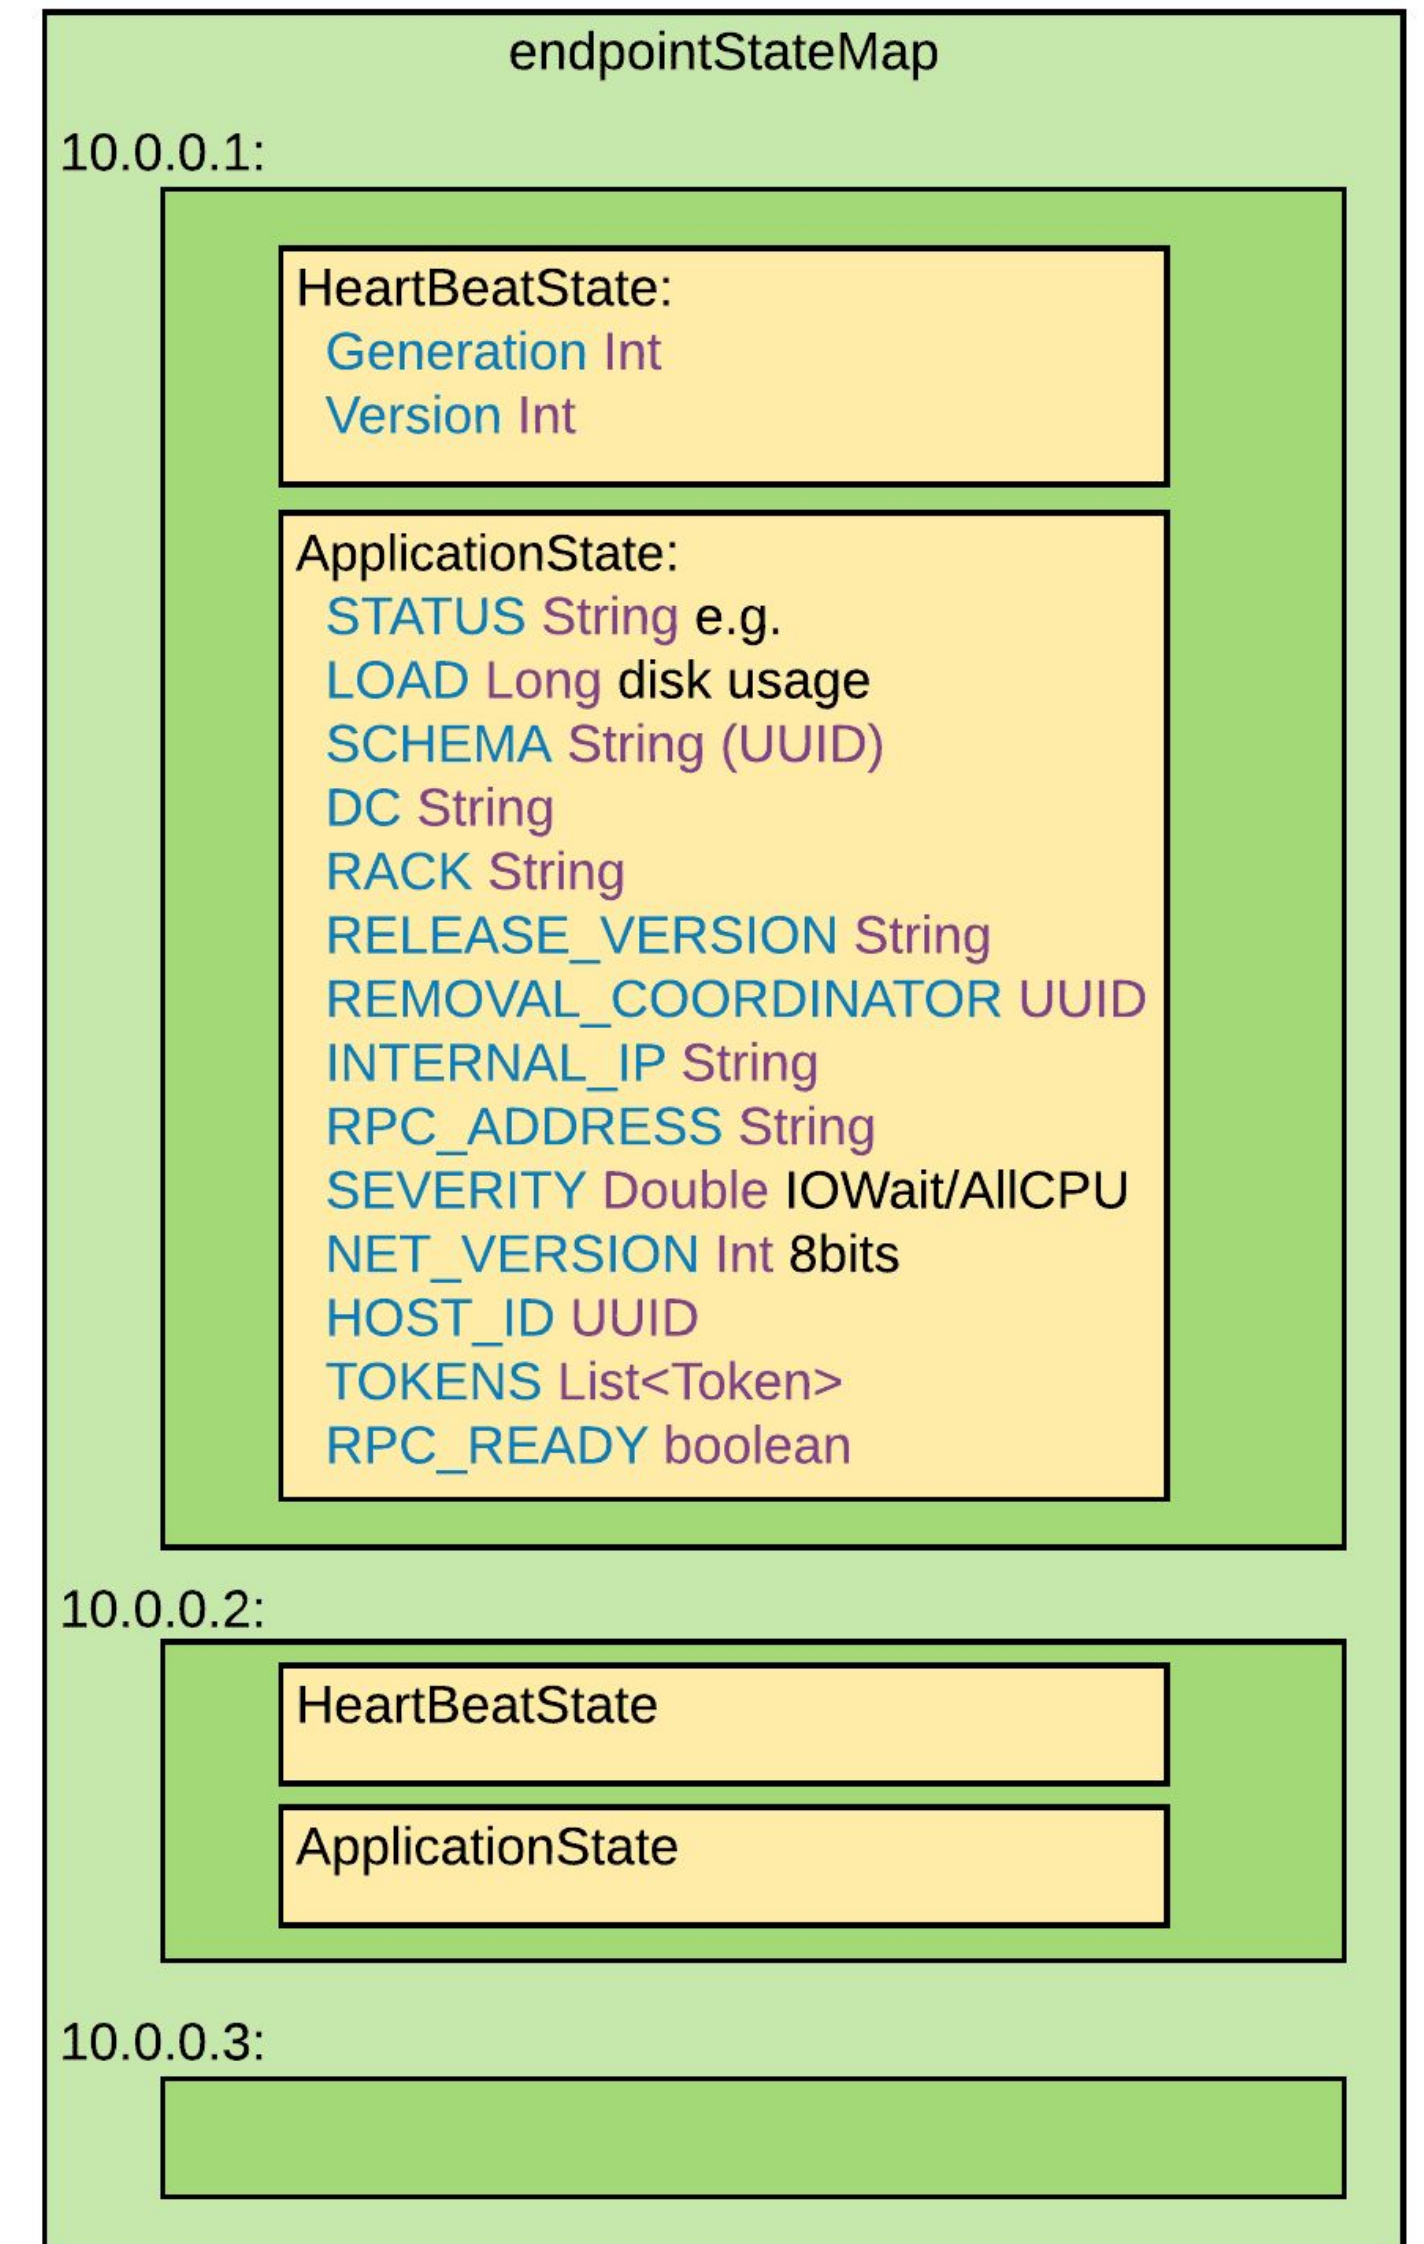 endpointStateMap
10.0.0.1:
HeartBeatState:
Generation Int
Version Int
ApplicationState:
STATUS String e.g.
LOAD Long disk usage
SCHEMA String (UUID)
DC String
RACK String
RELEASE_VERSION String
REMOVAL_COORDINATOR UUID
INTERNAL_IP String
RPC_ADDRESS String
SEVERITY Double IOWait/AllCPU
NET_VERSION Int 8bits
HOST_ID UUID
TOKENS List<Token>
RPC_READY boolean
10.0.0.2:
HeartBeatState
ApplicationState
10.0.0.3: